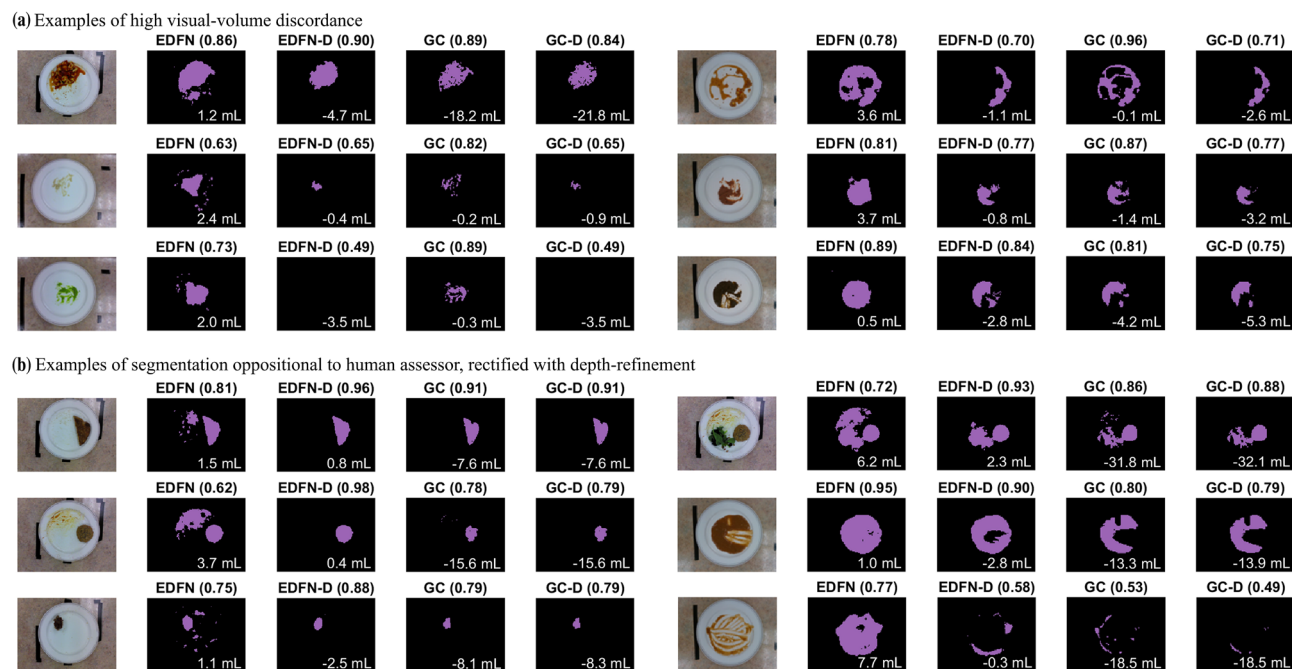 (a) Examples of high visual-volume discordance
EDFN (0.86) EDFN-D (0.90) GC (0.89) GC-D (0.84) EDFN (0.78) EDFN-D (0.70) GC (0.96) GC-D (0.71)
1.2 mL -4.7 mL -18.2 mL -21.8 mL 3.6 mL -1.1 mL -0.1 mL -2.6 mL
EDFN (0.63) EDFN-D (0.65) GC (0.82) GC-D (0.65) EDFN (0.81) EDFN-D (0.77) GC (0.87) GC-D (0.77)
2.4 mL -0.4 mL -0.2 mL -0.9 mL 3.7 mL -0.8 mL -1.4 mL -3.2 mL
EDFN (0.73) EDFN-D (0.49) GC (0.89) GC-D (0.49) EDFN (0.89) EDFN-D (0.84) GC (0.81) GC-D (0.75)
2.0 mL -3.5 mL -0.3 mL -3.5 mL 0.5 mL -2.8 mL -4.2 mL -5.3 mL
(b) Examples of segmentation oppositional to human assessor, rectified with depth-refinement
EDFN (0.81) EDFN-D (0.96) GC (0.91) GC-D (0.91) EDFN (0.72) EDFN-D (0.93) GC (0.86) GC-D (0.88)
1.5 mL 0.8 mL -7.6 mL -7.6 mL 6.2 mL 2.3 mL -31.8 mL -32.1 mL
EDFN (0.62) EDFN-D (0.98) GC (0.78) GC-D (0.79) EDFN (0.95) EDFN-D (0.90) GC (0.80) GC-D (0.79)
3.7 mL 0.4 mL -15.6 mL -15.6 mL 1.0 mL -2.8 mL -13.3 mL -13.9 mL
EDFN (0.75) EDFN-D (0.88) GC (0.79) GC-D (0.79) EDFN (0.77) EDFN-D (0.58) GC (0.53) GC-D (0.49)
1.1 mL -2.5 mL -8.1 mL -8.3 mL 7.7 mL -0.3 mL -18.5 mL -18.5 mL